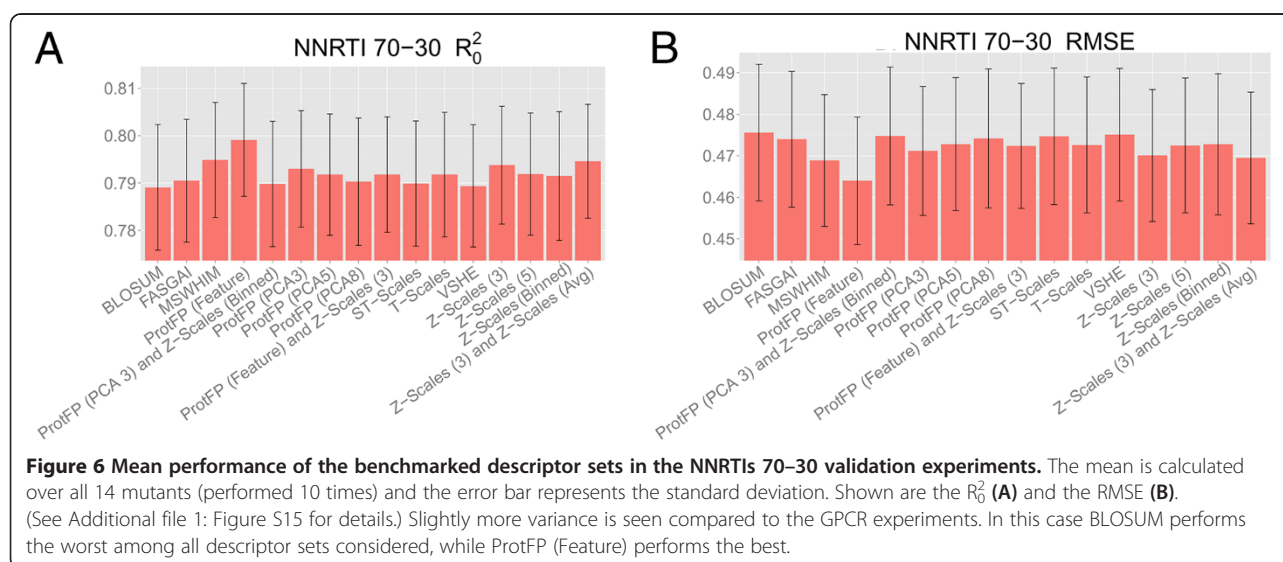 A
NNRTI 70−30 R₀²
0.81
0.80
0.79
0.78
BLOSUM
FASGAI
MSWHIM
ProtFP (Feature)
ProtFP (PCA 3) and Z−Scales (Binned)
ProtFP (PCA3)
ProtFP (PCA5)
ProtFP (PCA8)
ProtFP (Feature) and Z−Scales (3)
ST−Scales
T−Scales
VSHE
Z−Scales (3)
Z−Scales (5)
Z−Scales (Binned)
Z−Scales (3) and Z−Scales (Avg)
B
NNRTI 70−30 RMSE
0.49
0.48
0.47
0.46
0.45
BLOSUM
FASGAI
MSWHIM
ProtFP (Feature)
ProtFP (PCA 3) and Z−Scales (Binned)
ProtFP (PCA3)
ProtFP (PCA5)
ProtFP (PCA8)
ProtFP (Feature) and Z−Scales (3)
ST−Scales
T−Scales
VSHE
Z−Scales (3)
Z−Scales (5)
Z−Scales (Binned)
Z−Scales (3) and Z−Scales (Avg)
Figure 6 Mean performance of the benchmarked descriptor sets in the NNRTIs 70–30 validation experiments. The mean is calculated
over all 14 mutants (performed 10 times) and the error bar represents the standard deviation. Shown are the R₀² (A) and the RMSE (B).
(See Additional file 1: Figure S15 for details.) Slightly more variance is seen compared to the GPCR experiments. In this case BLOSUM performs
the worst among all descriptor sets considered, while ProtFP (Feature) performs the best.